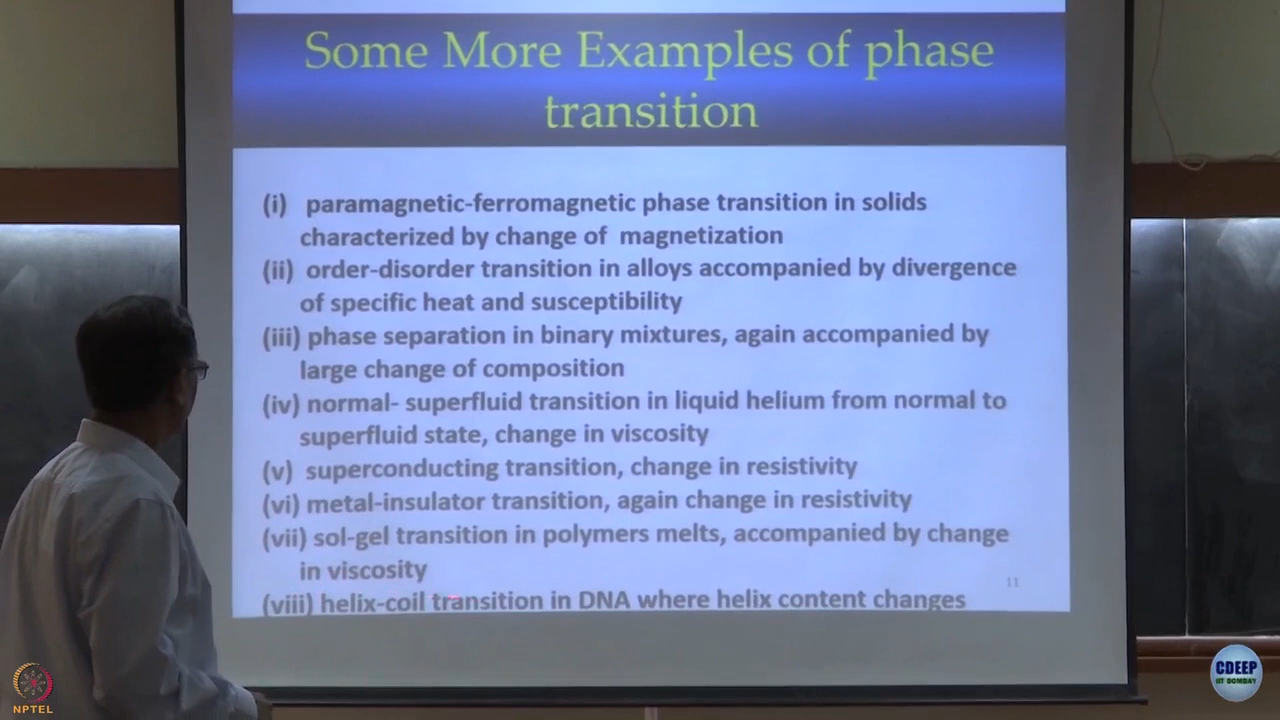 Some More Examples of phase
transition
(i) paramagnetic-ferromagnetic phase transition in solids
characterized by change of magnetization
(ii) order-disorder transition in alloys accompanied by divergence
of specific heat and susceptibility
(iii) phase separation in binary mixtures, again accompanied by
large change of composition
(iv) normal- superfluid transition in liquid helium from normal to
superfluid state, change in viscosity
(v) superconducting transition, change in resistivity
(vi) metal-insulator transition, again change in resistivity
(vii) sol-gel transition in polymers melts, accompanied by change
in viscosity
11
(viii) helix-coil transition in DNA where helix content changes
NPTEL
CDEEP
IIT BOMBAY